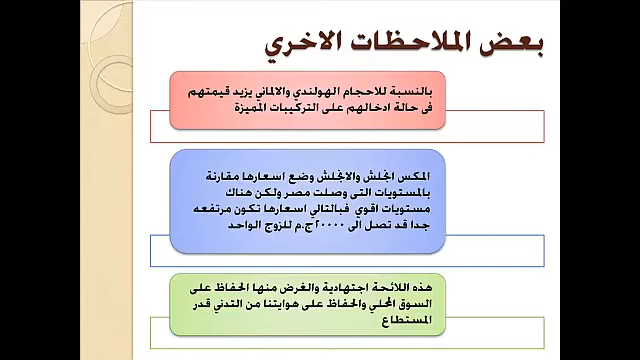 بعض الملاحظات الاخري
بالنسبة للاحجام الهولندي والالماني يزيد قيمتهم
فى حالة ادخالهم على التركيبات المميزة
المكس انجلش والانجلش وضع اسعارها مقارنة
بالمستويات التى وصلت مصر ولكن هناك
مستويات اقوي فبالتالي اسعارها تكون مرتفعه
جدا قد تصل الى ٢٠٠٠٠ج.م للزوج الواحد
هذه اللائحة اجتهادية والغرض منها الحفاظ على
السوق المحلي والحفاظ على هوايتنا من التدني قدر
المستطاع